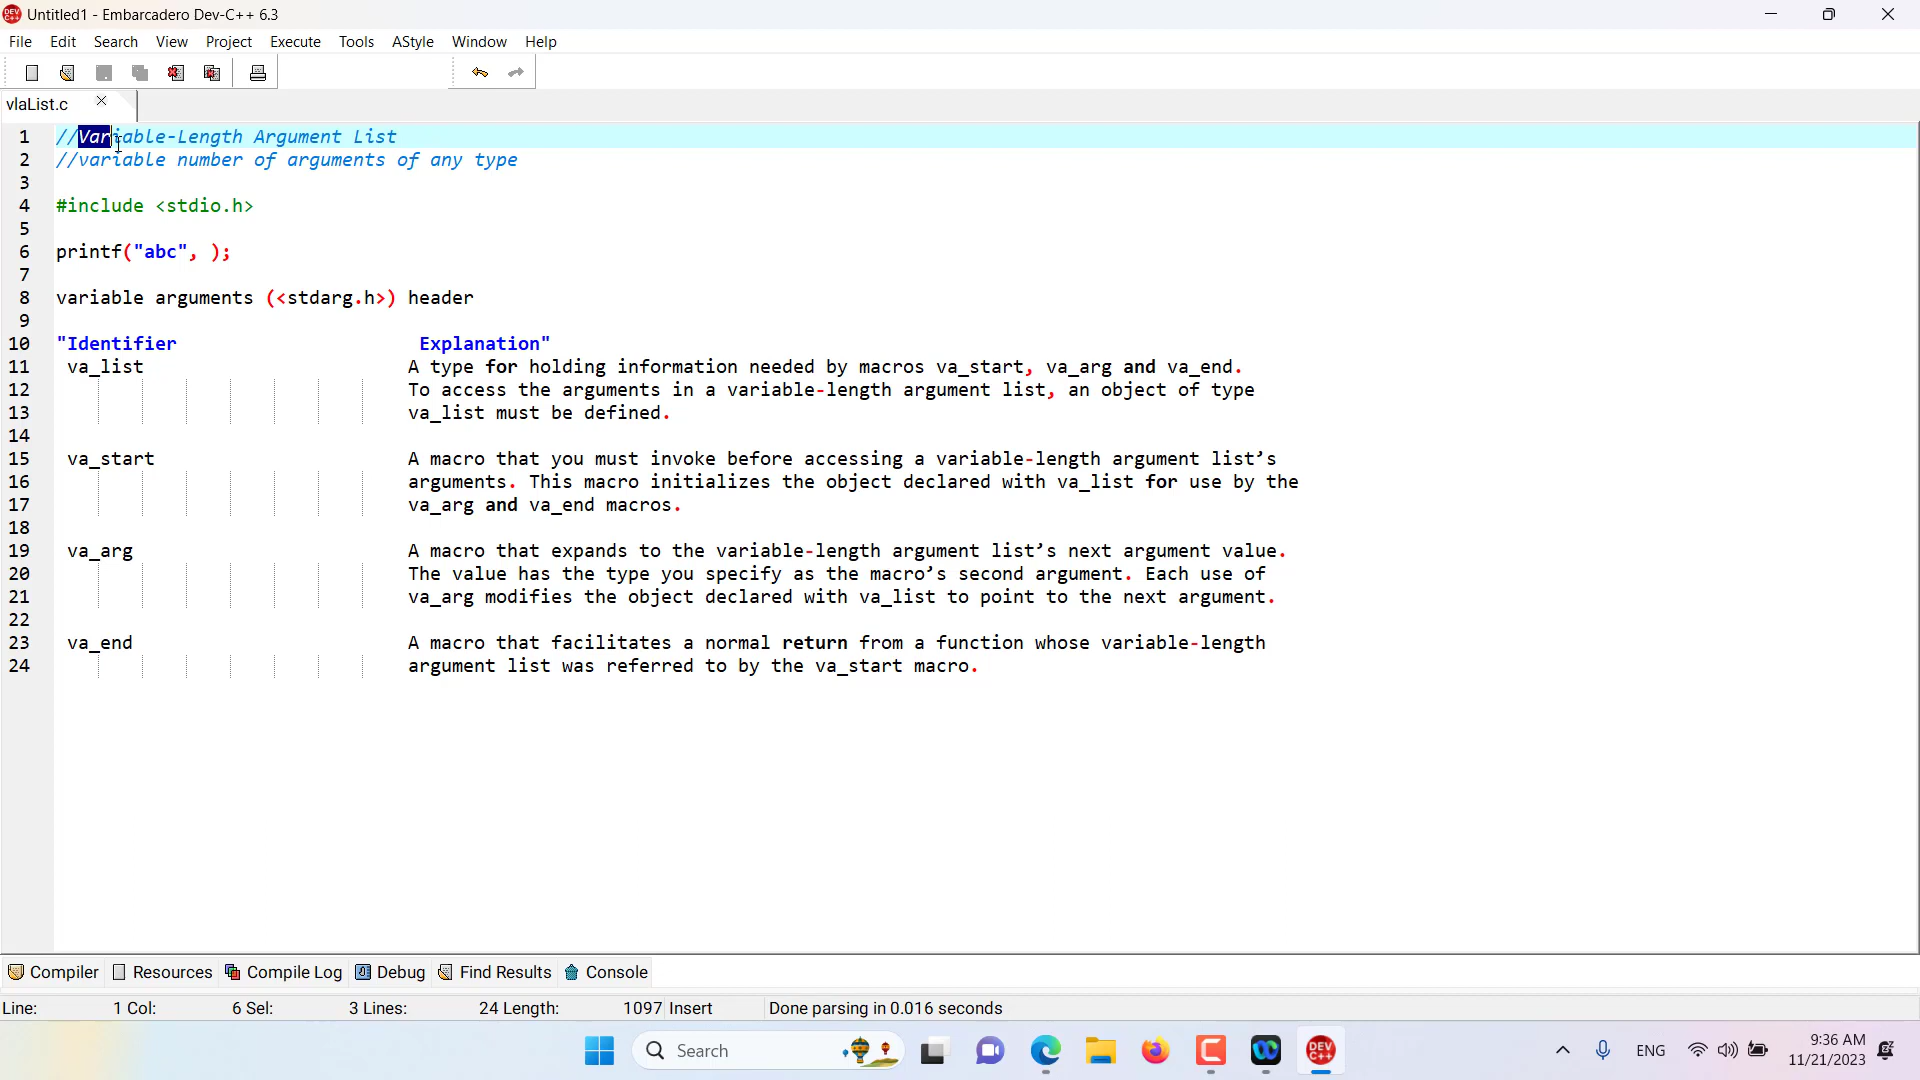 Untitled1 - Embarcadero Dev-C++ 6.3
File Edit Search View Project Execute Tools AStyle Window Help
vlaList.c
1 //Variable-Length Argument List
2 //variable number of arguments of any type
3
4 #include <stdio.h>
5
6 printf("abc", );
7
8 variable arguments (<stdarg.h>) header
9
10 "Identifier Explanation"
11 va_list A type for holding information needed by macros va_start, va_arg and va_end.
12 To access the arguments in a variable-length argument list, an object of type
13 va_list must be defined.
14
15 va_start A macro that you must invoke before accessing a variable-length argument list’s
16 arguments. This macro initializes the object declared with va_list for use by the
17 va_arg and va_end macros.
18
19 va_arg A macro that expands to the variable-length argument list’s next argument value.
20 The value has the type you specify as the macro’s second argument. Each use of
21 va_arg modifies the object declared with va_list to point to the next argument.
22
23 va_end A macro that facilitates a normal return from a function whose variable-length
24 argument list was referred to by the va_start macro.
Compiler Resources Compile Log Debug Find Results Console
Line: 1 Col: 6 Sel: 3 Lines: 24 Length: 1097 Insert Done parsing in 0.016 seconds
Search ENG 9:36 AM
11/21/2023